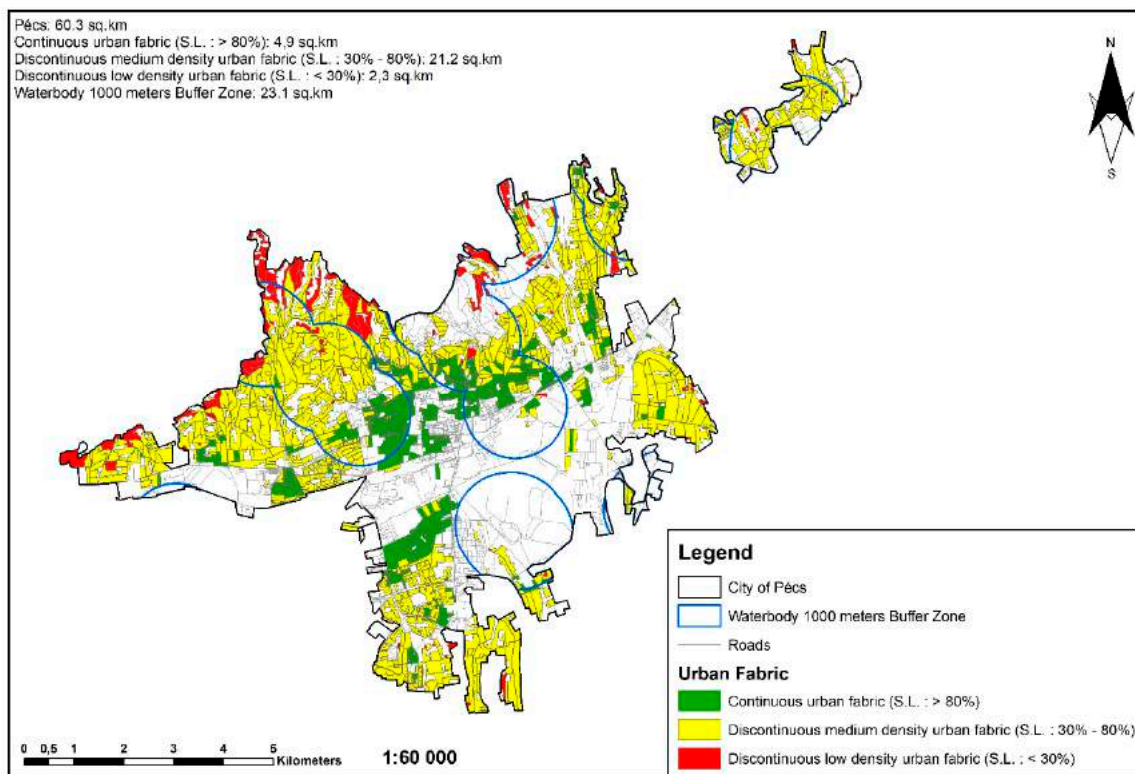 Pécs: 60.3 sq.km
Continuous urban fabric (S.L. : > 80%): 4,9 sq.km
Discontinuous medium density urban fabric (S.L. : 30% - 80%): 21.2 sq.km
Discontinuous low density urban fabric (S.L. : < 30%): 2,3 sq.km
Waterbody 1000 meters Buffer Zone: 23.1 sq.km
N
S
Legend
City of Pécs
Waterbody 1000 meters Buffer Zone
Roads
Urban Fabric
Continuous urban fabric (S.L. : > 80%)
Discontinuous medium density urban fabric (S.L. : 30% - 80%)
Discontinuous low density urban fabric (S.L. : < 30%)
0 0,5 1 2 3 4 5
Kilometers
1:60 000